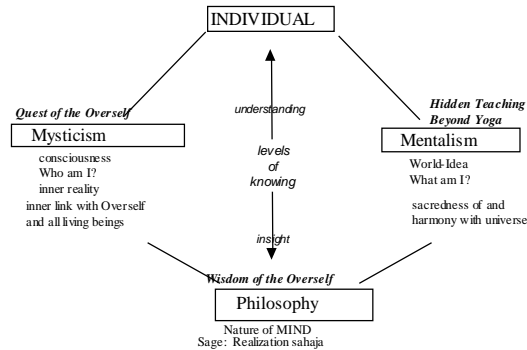 INDIVIDUAL
Quest of the Overself
Mysticism
consciousness
Who am I?
inner reality
inner link with Overself
and all living beings
understanding
levels
of
knowing
insight
Hidden Teaching
Beyond Yoga
Mentalism
World-Idea
What am I?
sacredness of and
harmony with universe
Wisdom of the Overself
Philosophy
Nature of MIND
Sage: Realization sahaja